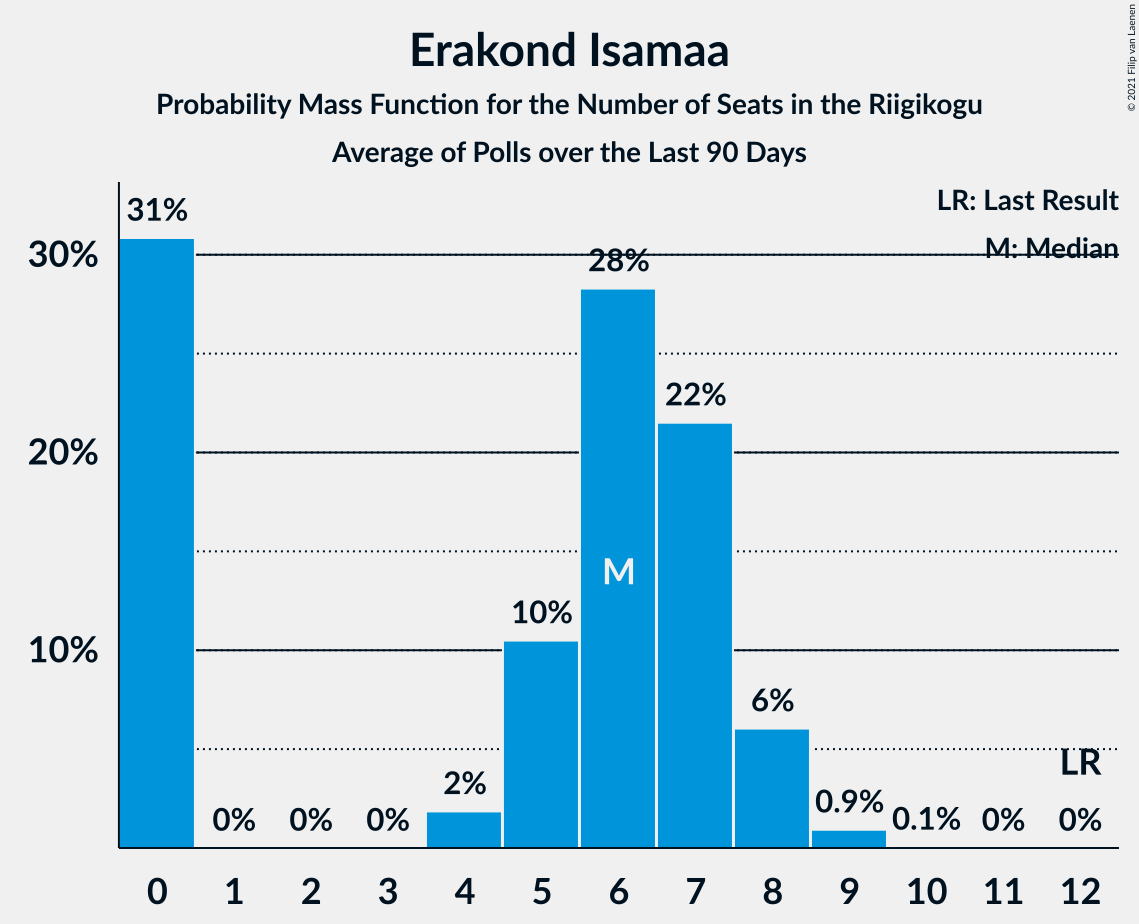 Erakond Isamaa
Probability Mass Function for the Number of Seats in the Riigikogu
Average of Polls over the Last 90 Days
© 2021 Filip van Laenen
LR: Last Result
M: Median
31%
30%
28%
22%
20%
M
10%
10%
6%
LR
2%
0%
0%
0%
0.9%
0.1%
0%
0%
0 1 2 3 4 5 6 7 8 9 10 11 12